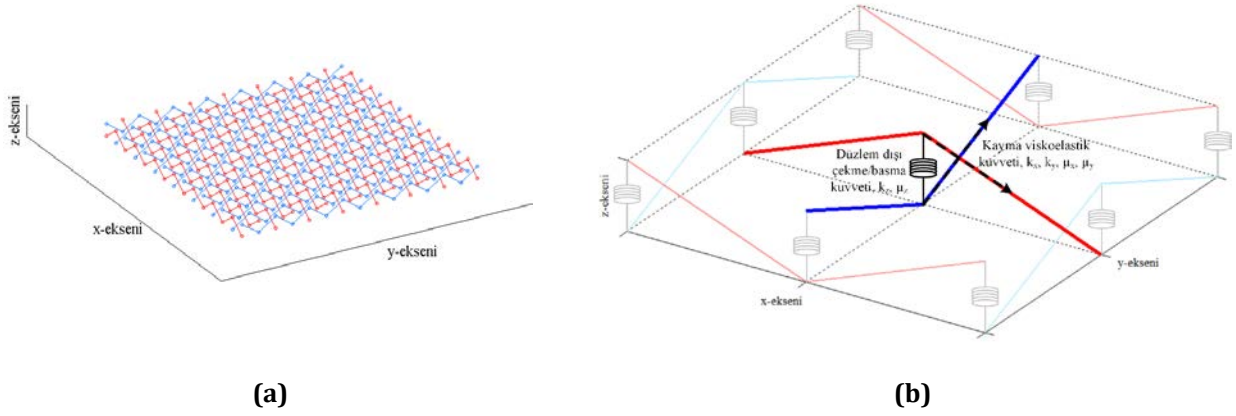 z-ekseni
x-ekseni
y-ekseni
(a)
Düzlem dışı
çekme/basma
kuvveti, kz, μz
Kayma viskoelastik
kuvveti, kx, ky, μx, μy
z-ekseni
x-ekseni
y-ekseni
(b)